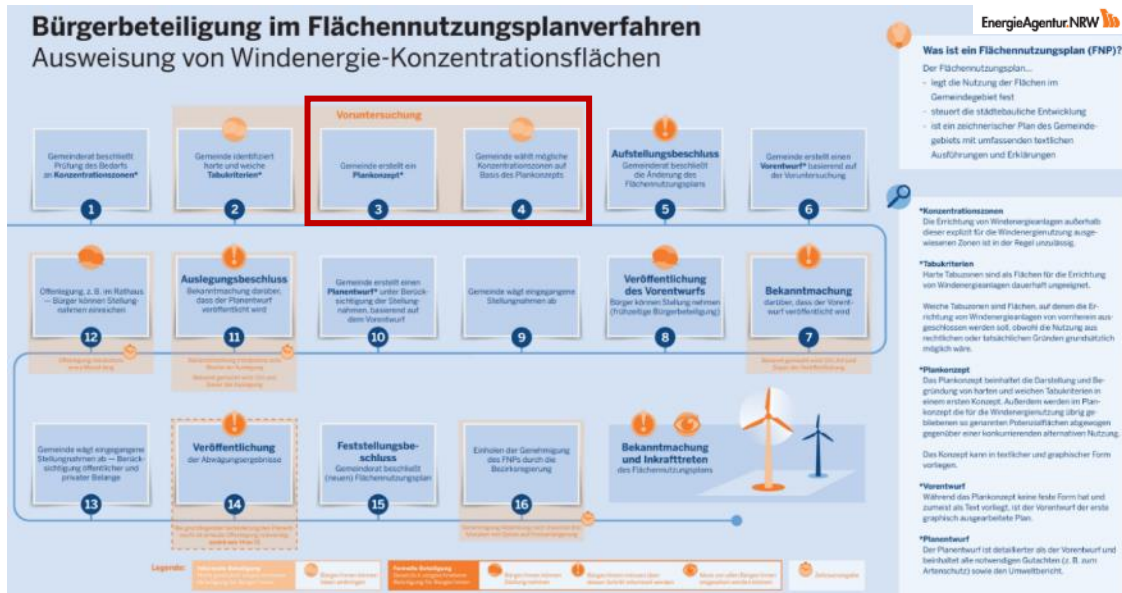 Bürgerbeteiligung im Flächennutzungsplanverfahren
Ausweisung von Windenergie-Konzentrationsflächen
EnergieAgentur.NRW
Voruntersuchung
Gemeinderat beschließt
Prüfung des Bedarfs
an Konzentrationszonen*
1
Gemeinde identifiziert
harte und weiche
Tabukriterien*
2
Gemeinde erstellt ein
Plankonzept*
3
Gemeinde wählt mögliche
Konzentrationszonen auf
Basis des Plankonzepts
4
Aufstellungsbeschluss
Gemeinderat beschließt
die Änderung des
Flächennutzungsplans
5
Gemeinde erstellt einen
Vorentwurf* basierend auf
der Voruntersuchung
6
Offenlegung, z. B. im Rathaus
— Bürger können Stellung-
nahmen einreichen
12
Auslegungsbeschluss
Bekanntmachung darüber,
dass der Planentwurf
veröffentlicht wird
11
Gemeinde erstellt einen
Planentwurf* unter Berück-
sichtigung der Stellung-
nahmen, basierend auf
dem Vorentwurf
10
Gemeinde wägt eingegangene
Stellungnahmen ab
9
Veröffentlichung
des Vorentwurfs
Bürger können Stellung nehmen
(frühzeitige Bürgerbeteiligung)
8
Bekanntmachung
darüber, dass der Vorent-
wurf veröffentlicht wird
7
Gemeinde wägt eingegangene
Stellungnahmen ab — Berück-
sichtigung öffentlicher und
privater Belange
13
Veröffentlichung
der Abwägungsergebnisse
14
Feststellungsbe-
schluss
Gemeinderat beschließt
(neuen) Flächennutzungsplan
15
Einholen der Genehmigung
des FNPs durch die
Bezirksregierung
16
Bekanntmachung
und Inkrafttreten
des Flächennutzungsplans
Legende:
Was ist ein Flächennutzungsplan (FNP)?
Der Flächennutzungsplan...
- legt die Nutzung der Flächen im
Gemeindegebiet fest
- steuert die städtebauliche Entwicklung
- ist ein zeichnerischer Plan des Gemeinde-
gebiets mit umfassenden textlichen
Ausführungen und Erklärungen
*Konzentrationszonen
Die Errichtung von Windenergieanlagen außerhalb
dieser explizit für die Windenergienutzung ausge-
wiesenen Zonen ist in der Regel unzulässig.
*Tabukriterien
Harte Tabuzonen sind als Flächen für die Errichtung
von Windenergieanlagen dauerhaft ungeeignet.
Weiche Tabuzonen sind Flächen, auf denen die Er-
richtung von Windenergieanlagen von vornherein aus-
geschlossen werden soll, obwohl die Nutzung aus
rechtlichen oder tatsächlichen Gründen grundsätzlich
möglich wäre.
*Plankonzept
Das Plankonzept beinhaltet die Darstellung und Be-
gründung von harten und weichen Tabukriterien in
einem ersten Konzept. Außerdem werden im Plan-
konzept die für die Windenergienutzung übrig ge-
bliebenen so genannten Potenzialflächen abgewogen
gegenüber einer konkurrierenden alternativen Nutzung.
Das Konzept kann in textlicher und graphischer Form
vorliegen.
*Vorentwurf
Während das Plankonzept keine feste Form hat und
zumeist als Text vorliegt, ist der Vorentwurf der erste
graphisch ausgearbeitete Plan.
*Planentwurf
Der Planentwurf ist detaillierter als der Vorentwurf und
beinhaltet alle notwendigen Gutachten (z. B. zum
Artenschutz) sowie den Umweltbericht.